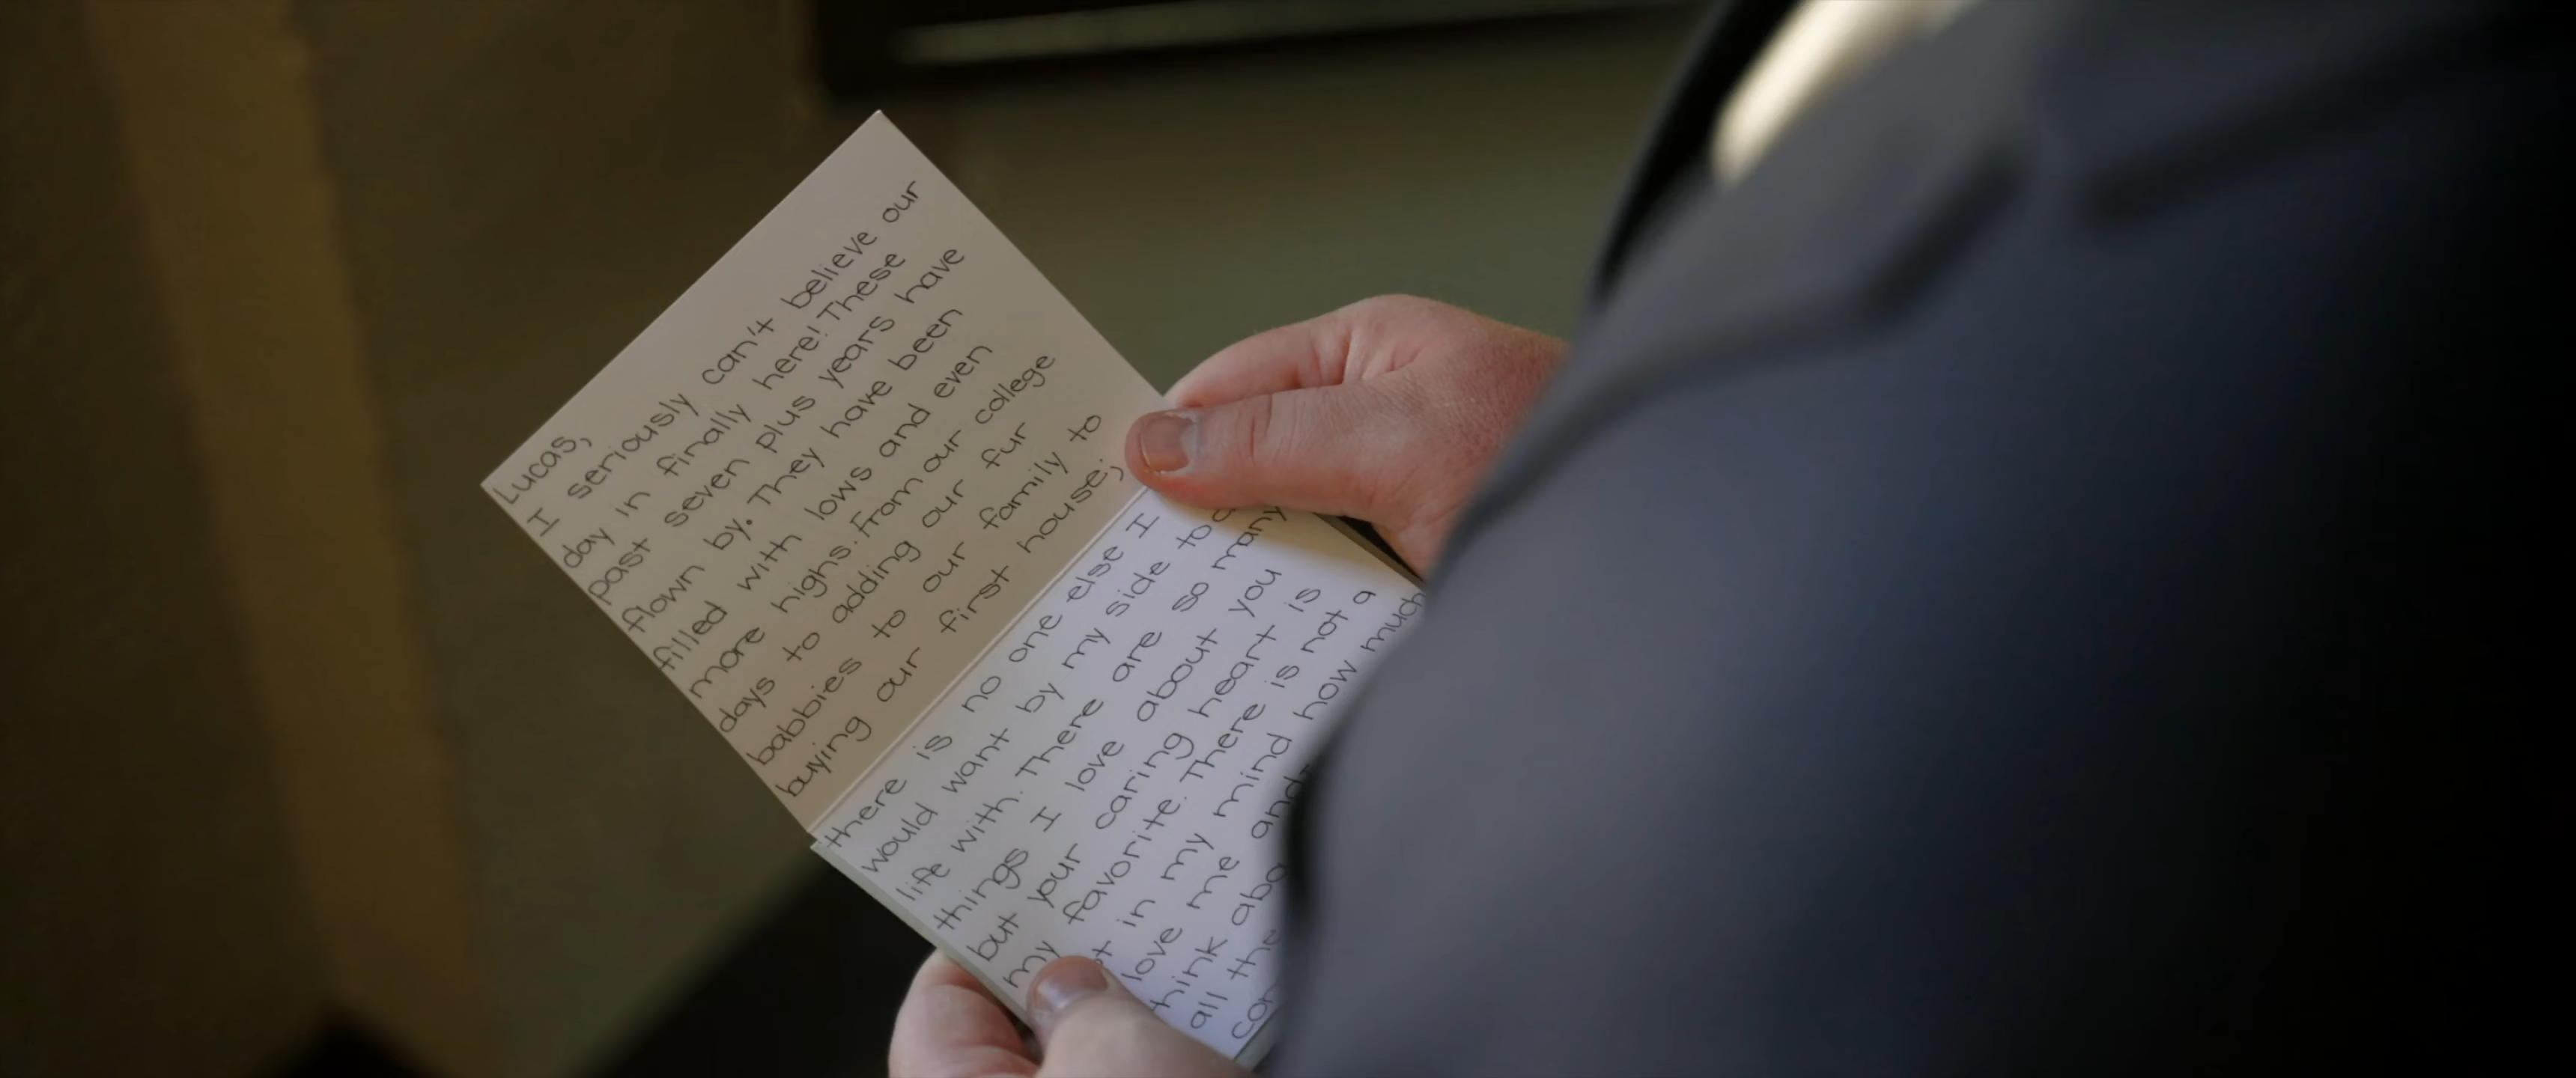 Lucas,
I seriously can't believe our
day in finally here! These
past seven plus years have
flown by. They have been
filled with lows and even
more highs. From our college
days to adding our fur
babbies to our family to
buying our first house;
there is no one else I
would want by my side to
life with. There are so many
things I love about you
but your caring heart is
my favorite. There is not a
in my mind how much
love me and
think
all the